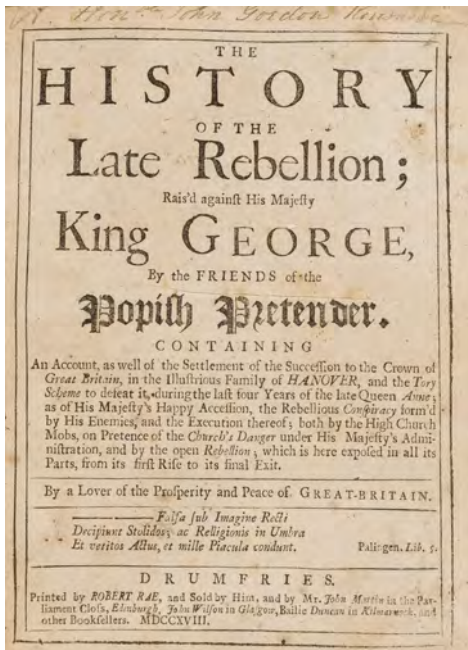 Honble John Gordon
THE
HISTORY
OF THE
Late Rebellion;
Rais'd againſt His Majeſty
King GEORGE,
By the FRIENDS of the
Popiſh Pretender.
CONTAINING
An Account, as well of the Settlement of the Succeſſion to the Crown of
Great Britain, in the Illuſtrious Family of HANOVER, and the Tory
Scheme to defeat it, during the laſt four Years of the late Queen Anne;
as of His Majeſty's Happy Acceſſion, the Rebellious Conſpiracy form'd
by His Enemies, and the Execution thereof; both by the High Church
Mobs, on Pretence of the Church's Danger under His Majeſty's Admi-
niſtration, and by the open Rebellion; which is here exposed in all its
Parts, from its firſt Riſe to its final Exit.
By a Lover of the Proſperity and Peace of GREAT-BRITAIN.
Falſa ſub Imagine Recti
Decipiunt Stolidos; ac Relligionis in Umbra
Et vetitos Actus, et mille Piacula condunt. Palingen. Lib. 5.
DRUMFRIES.
Printed by ROBERT RAE, and Sold by Him, and by Mr. John Martin in the Par-
liament Cloſs, Edinburgh, John Wilſon in Glaſgow, Bailie Duncan in Kilmarnock, and
other Bookſellers. MDCCXVIII.